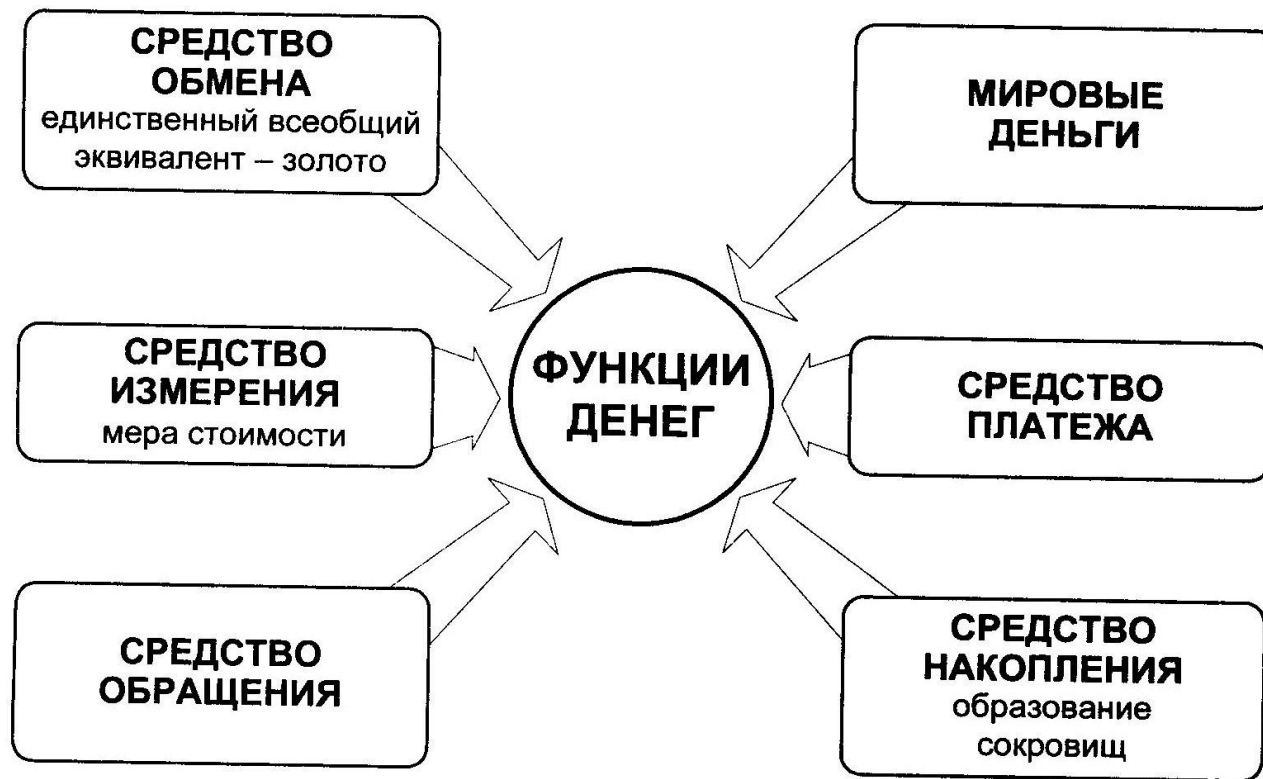 СРЕДСТВО
ОБМЕНА
единственный всеобщий
эквивалент – золото
МИРОВЫЕ
ДЕНЬГИ
СРЕДСТВО
ИЗМЕРЕНИЯ
мера стоимости
ФУНКЦИИ
ДЕНЕГ
СРЕДСТВО
ПЛАТЕЖА
СРЕДСТВО
ОБРАЩЕНИЯ
СРЕДСТВО
НАКОПЛЕНИЯ
образование
сокровищ